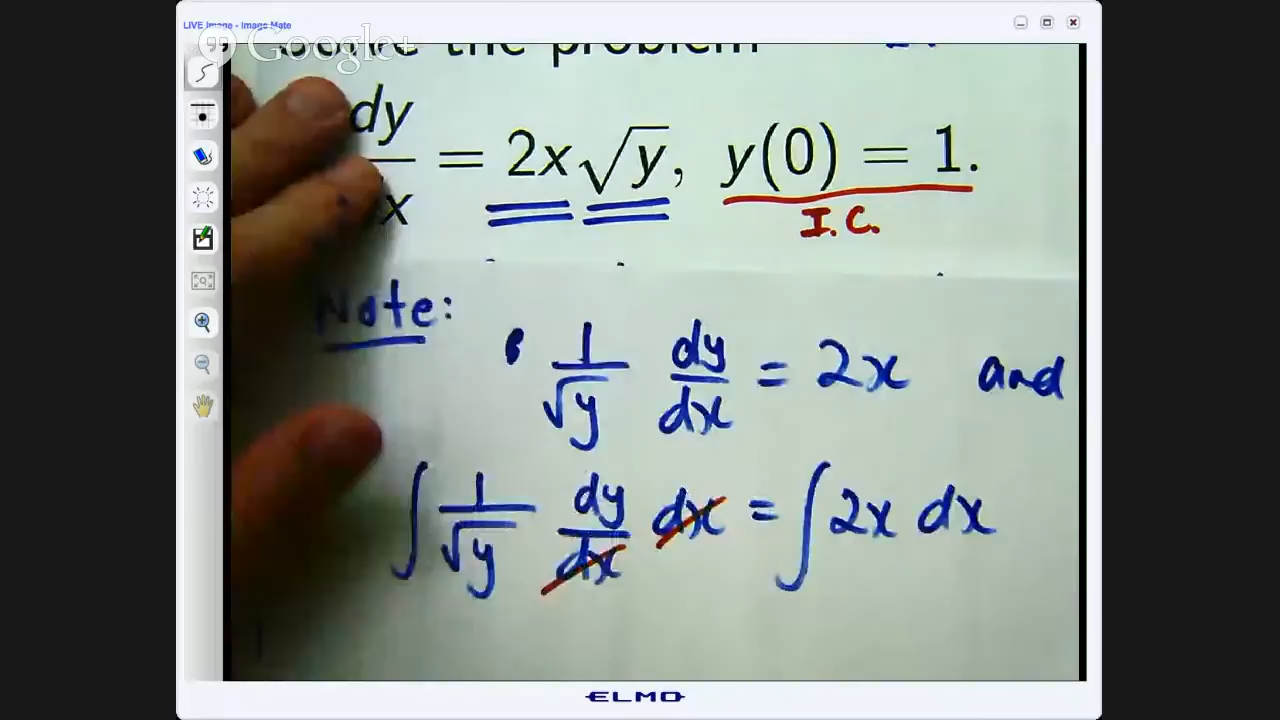 LIVE Image - Image Mate
Google+
the problem
dy/dx = 2x√y, y(0) = 1.
I.C.
Note:
1/√y dy/dx = 2x and
∫ 1/√y dy/dx dx = ∫ 2x dx
ELMO